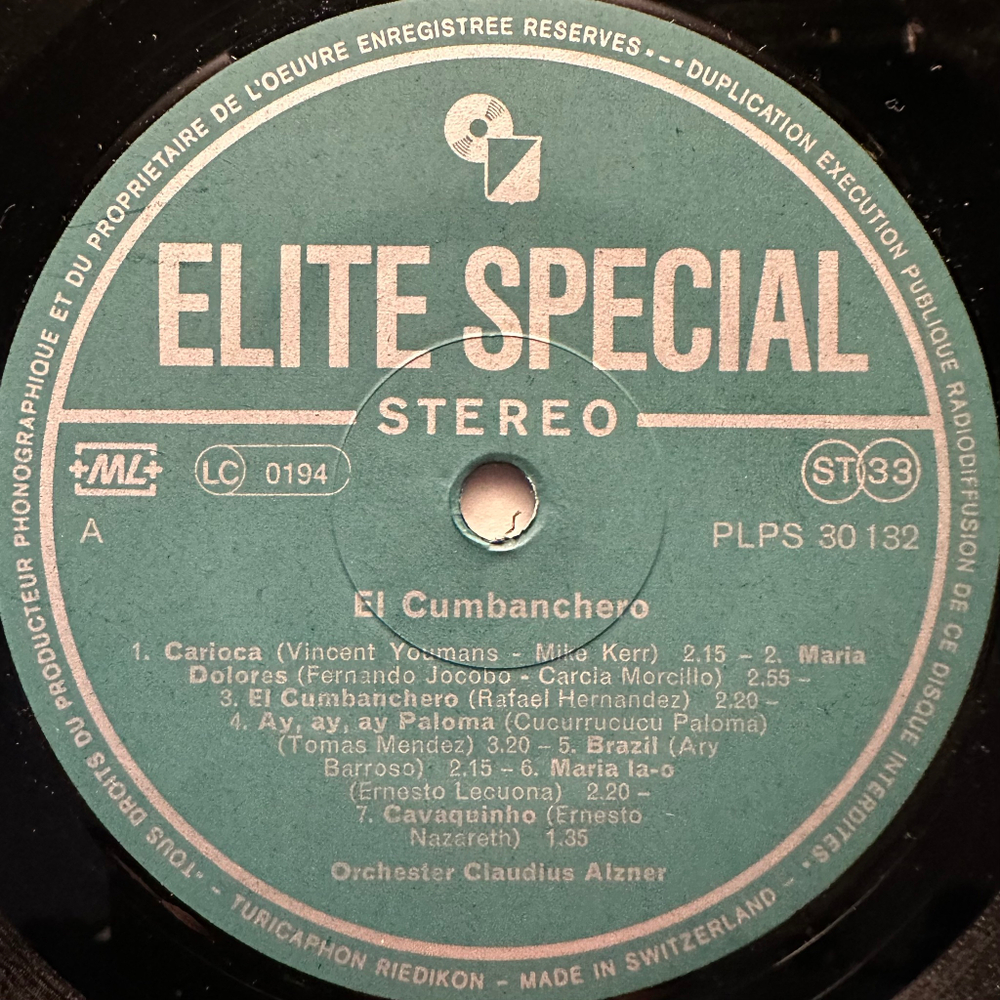 TOUS DROITS DU PRODUCTEUR PHONOGRAPHIQUE ET DU PROPRIETAIRE DE L'OEUVRE ENREGISTREE RESERVES · – · DUPLICATION EXECUTION PUBLIQUE RADIODIFFUSION DE CE DISQUE INTERDITES ·
ELITE SPECIAL
STEREO
+ML+ LC 0194 ST 33
A PLPS 30 132
El Cumbanchero
1. Carioca (Vincent Youmans - Mike Kerr) 2.15 – 2. Maria
Dolores (Fernando Jocobo - Carcia Morcillo) 2.55 –
3. El Cumbanchero (Rafael Hernandez) 2.20 –
4. Ay, ay, ay Paloma (Cucurrucucu Paloma)
(Tomas Mendez) 3.20 – 5. Brazil (Ary
Barroso) 2.15 – 6. Maria la-o
(Ernesto Lecuona) 2.20 –
7. Cavaquinho (Ernesto
Nazareth) 1.35
Orchester Claudius Alzner
TURICAPHON RIEDIKON – MADE IN SWITZERLAND –